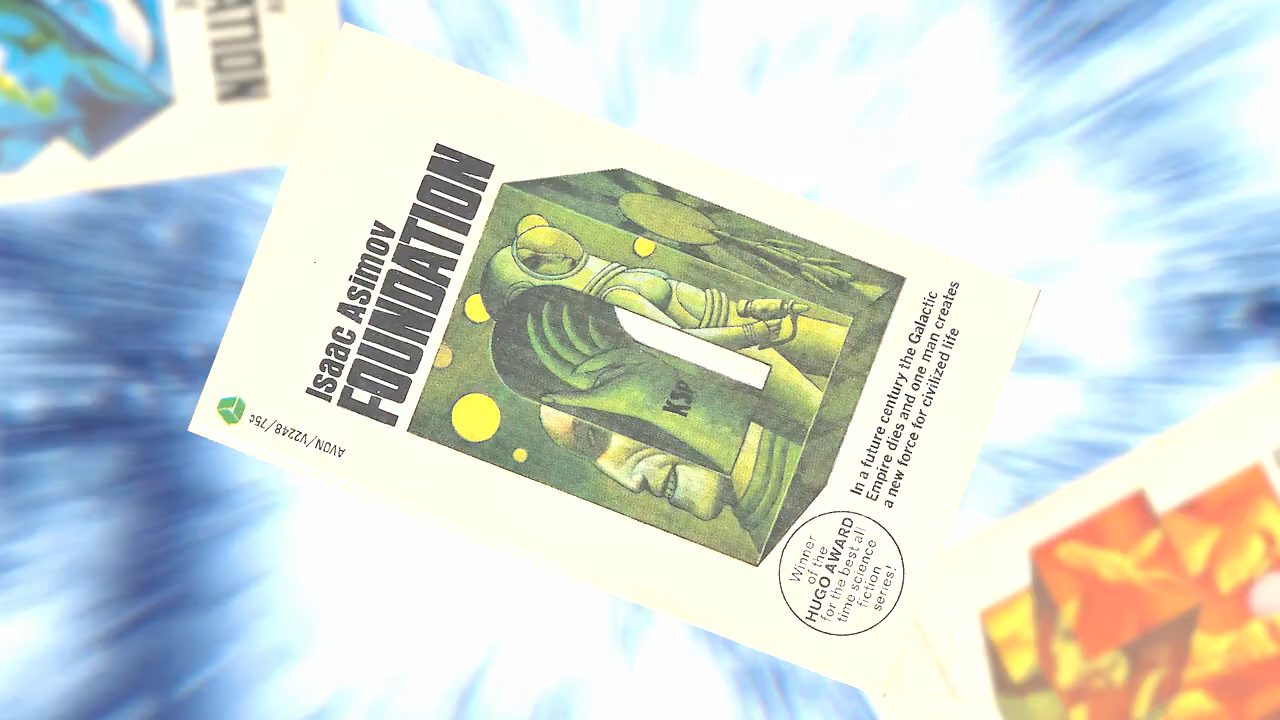 Isaac Asimov
FOUNDATION
AVON/V2248/75¢
KSP
In a future century the Galactic
Empire dies and one man creates
a new force for civilized life
Winner
of the
HUGO AWARD
for the best all
time science
fiction
series!